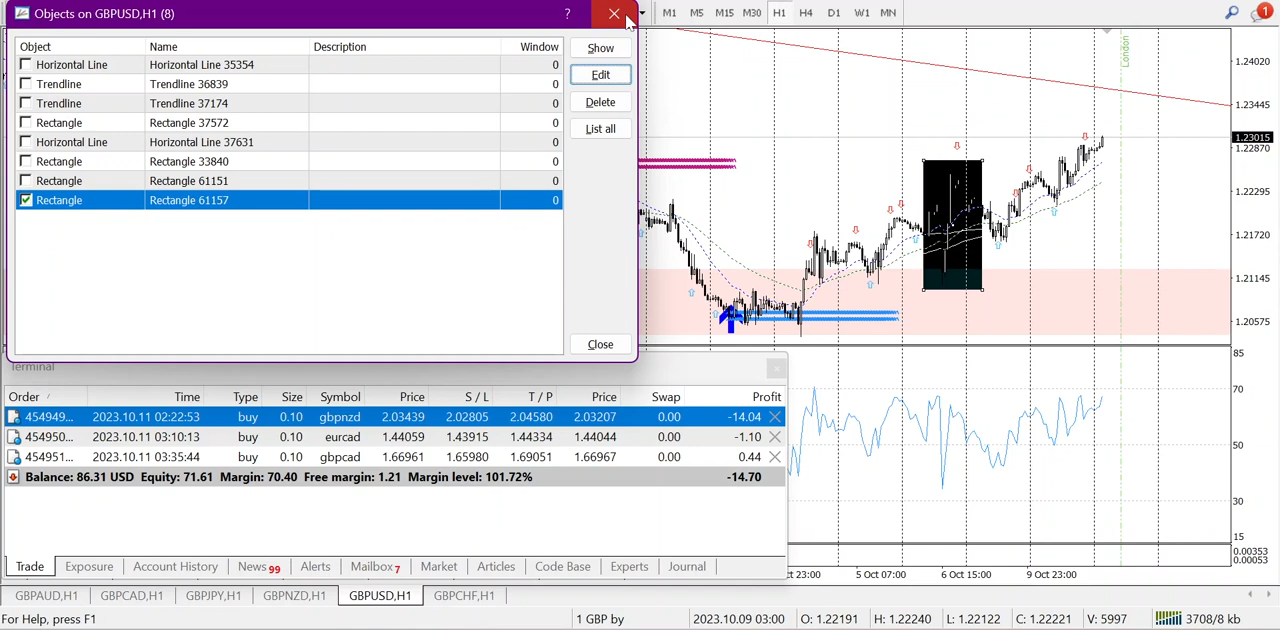 Objects on GBPUSD,H1 (8) ?
M1 M5 M15 M30 H1 H4 D1 W1 MN 1
Object Name Description Window Show
Horizontal Line Horizontal Line 35354 0
Trendline Trendline 36839 0 Edit
Trendline Trendline 37174 0 Delete
Rectangle Rectangle 37572 0 List all
Horizontal Line Horizontal Line 37631 0
Rectangle Rectangle 33840 0
Rectangle Rectangle 61151 0
Rectangle Rectangle 61157 0
Close
London
1.24020
1.23445
1.23015
1.22870
1.22295
1.21720
1.21145
1.20575
85
70
50
30
15
0.00353
0.00053
Terminal
Order / Time Type Size Symbol Price S / L T / P Price Swap Profit
454949... 2023.10.11 02:22:53 buy 0.10 gbpnzd 2.03439 2.02805 2.04580 2.03207 0.00 -14.04
454950... 2023.10.11 03:10:13 buy 0.10 eurcad 1.44059 1.43915 1.44334 1.44044 0.00 -1.10
454951... 2023.10.11 03:35:44 buy 0.10 gbpcad 1.66961 1.65980 1.69051 1.66967 0.00 0.44
Balance: 86.31 USD Equity: 71.61 Margin: 70.40 Free margin: 1.21 Margin level: 101.72% -14.70
Trade Exposure Account History News 99 Alerts Mailbox 7 Market Articles Code Base Experts Journal
ct 23:00 5 Oct 07:00 6 Oct 15:00 9 Oct 23:00
GBPAUD,H1 GBPCAD,H1 GBPJPY,H1 GBPNZD,H1 GBPUSD,H1 GBPCHF,H1
For Help, press F1 1 GBP by 2023.10.09 03:00 O: 1.22191 H: 1.22240 L: 1.22122 C: 1.22221 V: 5997 3708/8 kb